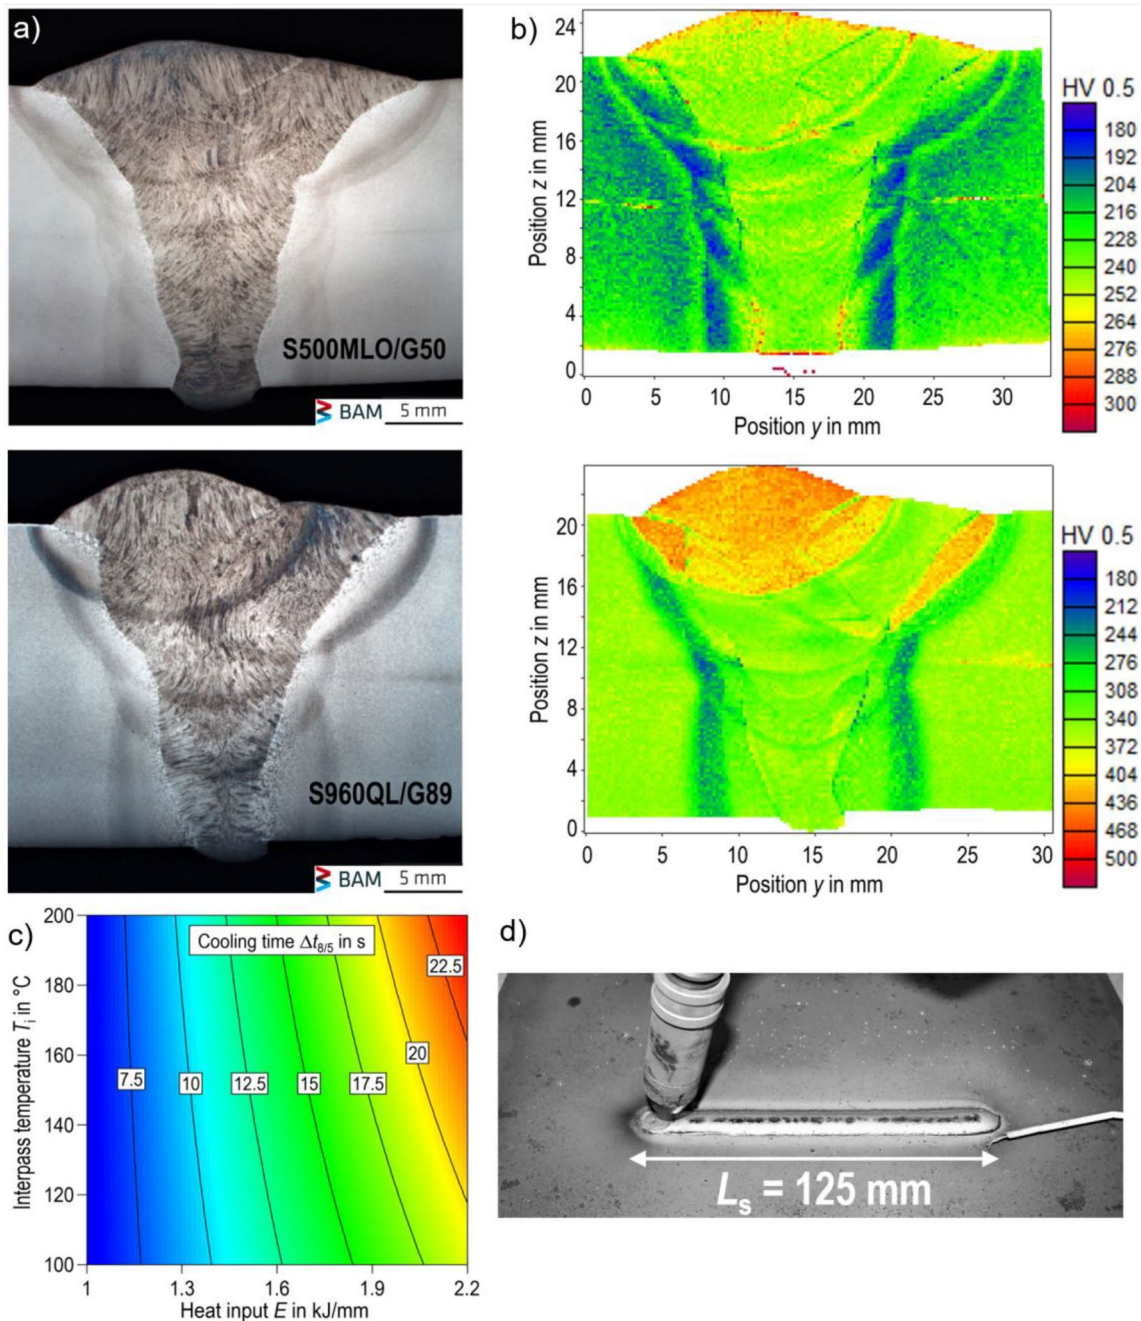 a)
S500MLO/G50
BAM 5 mm
b)
24
20
16
12
8
4
0
Position z in mm
0 5 10 15 20 25 30
Position y in mm
HV 0.5
180
192
204
216
228
240
252
264
276
288
300
S960QL/G89
BAM 5 mm
20
16
12
8
4
0
Position z in mm
0 5 10 15 20 25 30
Position y in mm
HV 0.5
180
212
244
276
308
340
372
404
436
468
500
c)
Cooling time Δt8/5 in s
200
180
160
140
120
100
Interpass temperature Ti in °C
7.5 10 12.5 15 17.5 20 22.5
1 1.3 1.6 1.9 2.2
Heat input E in kJ/mm
d)
Ls = 125 mm